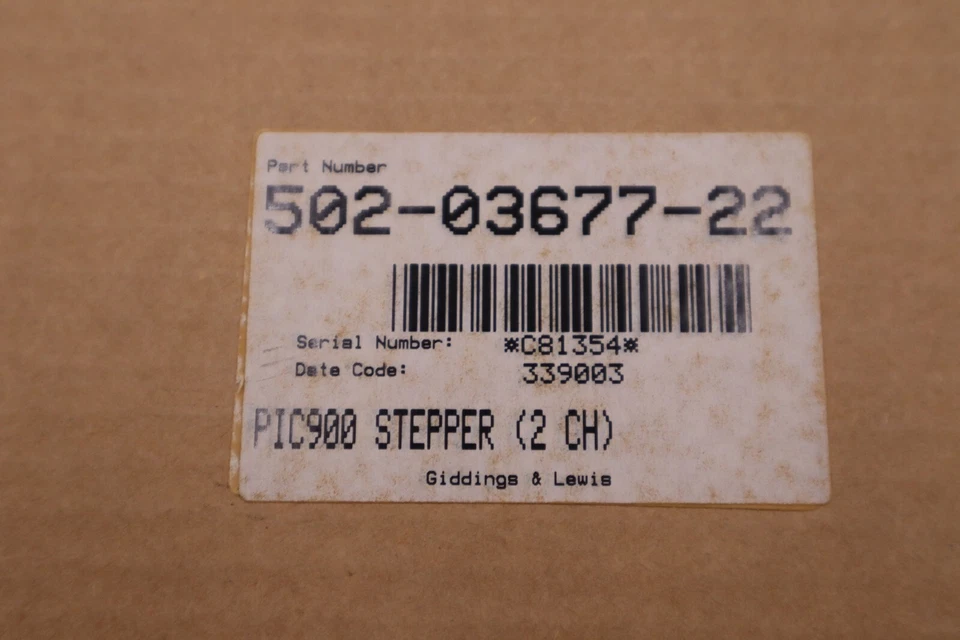 Part Number
502-03677-22
Serial Number: *C81354*
Date Code: 339003
PIC900 STEPPER (2 CH)
Giddings & Lewis